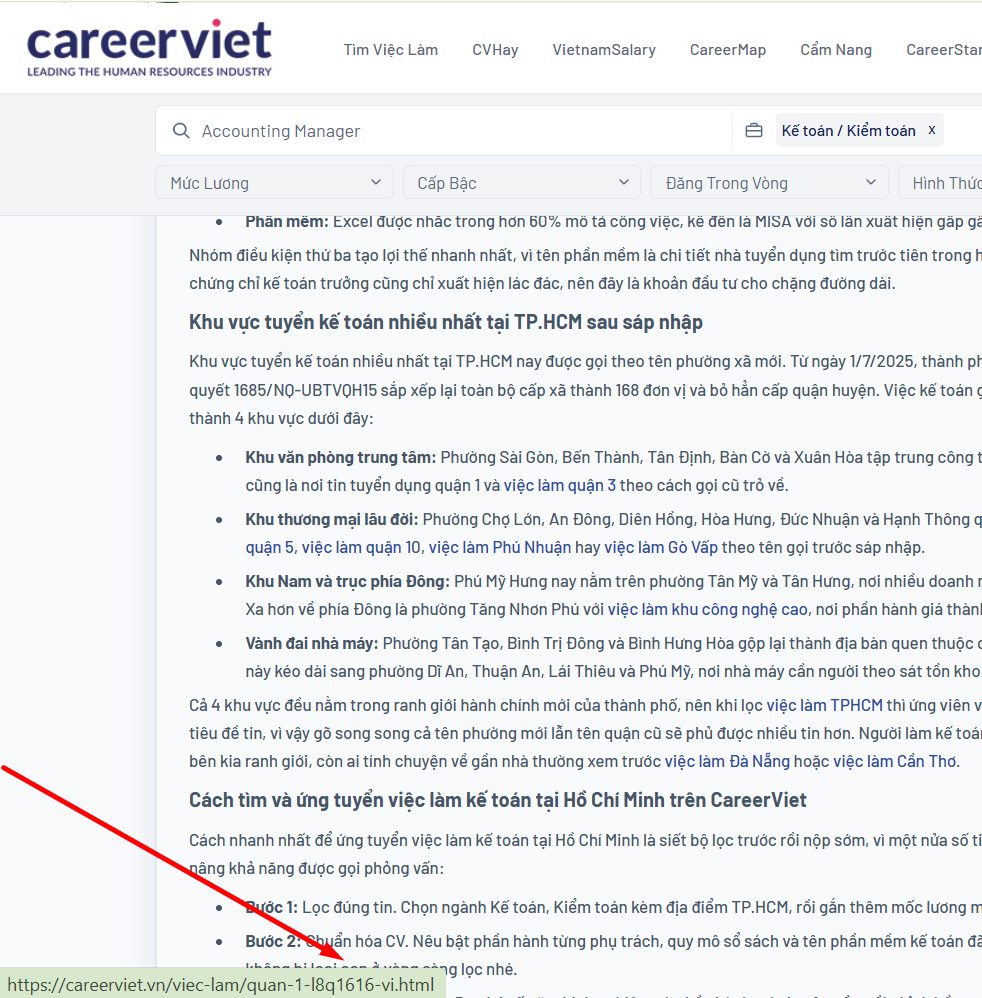 careerviet
LEADING THE HUMAN RESOURCES INDUSTRY
Tìm Việc Làm CVHay VietnamSalary CareerMap Cẩm Nang CareerStar
Accounting Manager Kế toán / Kiểm toán x
Mức Lương Cấp Bậc Đăng Trong Vòng Hình Thức
Phần mềm: Excel được nhắc trong hơn 60% mô tả công việc, kế đến là MISA với số lần xuất hiện gấp
Nhóm điều kiện thứ ba tạo lợi thế nhanh nhất, vì tên phần mềm là chi tiết nhà tuyển dụng tìm trước tiên trong
chứng chỉ kế toán trưởng cũng chỉ xuất hiện lác đác, nên đây là khoản đầu tư cho chặng đường dài.
Khu vực tuyển kế toán nhiều nhất tại TP.HCM sau sáp nhập
Khu vực tuyển kế toán nhiều nhất tại TP.HCM nay được gọi theo tên phường xã mới. Từ ngày 1/7/2025, thành
quyết 1685/NQ-UBTVQH15 sắp xếp lại toàn bộ cấp xã thành 168 đơn vị và bỏ hẳn cấp quận huyện. Việc kế toán
thành 4 khu vực dưới đây:
Khu văn phòng trung tâm: Phường Sài Gòn, Bến Thành, Tân Định, Bàn Cờ và Xuân Hòa tập trung công
cũng là nơi tin tuyển dụng quận 1 và việc làm quận 3 theo cách gọi cũ trỏ về.
Khu thương mại lâu đời: Phường Chợ Lớn, An Đông, Diên Hồng, Hòa Hưng, Đức Nhuận và Hạnh Thông
quận 5, việc làm quận 10, việc làm Phú Nhuận hay việc làm Gò Vấp theo tên gọi trước sáp nhập.
Khu Nam và trục phía Đông: Phú Mỹ Hưng nay nằm trên phường Tân Mỹ và Tân Hưng, nơi nhiều doanh
Xa hơn về phía Đông là phường Tăng Nhơn Phú với việc làm khu công nghệ cao, nơi phần hành giá
Vành đai nhà máy: Phường Tân Tạo, Bình Trị Đông và Bình Hưng Hòa gộp lại thành địa bàn quen thuộc
này kéo dài sang phường Dĩ An, Thuận An, Lái Thiêu và Phú Mỹ, nơi nhà máy cần người theo sát tồn kho
Cả 4 khu vực đều nằm trong ranh giới hành chính mới của thành phố, nên khi lọc việc làm TPHCM thì ứng viên
tiêu đề tin, vì vậy gõ song song cả tên phường mới lẫn tên quận cũ sẽ phủ được nhiều tin hơn. Người làm kế
bên kia ranh giới, còn ai tính chuyện về gần nhà thường xem trước việc làm Đà Nẵng hoặc việc làm Cần Thơ.
Cách tìm và ứng tuyển việc làm kế toán tại Hồ Chí Minh trên CareerViet
Cách nhanh nhất để ứng tuyển việc làm kế toán tại Hồ Chí Minh là siết bộ lọc trước rồi nộp sớm, vì một nửa số
nâng khả năng được gọi phỏng vấn:
Bước 1: Lọc đúng tin. Chọn ngành Kế toán, Kiểm toán kèm địa điểm TP.HCM, rồi gắn thêm mốc lương
Bước 2: Chuẩn hóa CV. Nêu bật phần hành từng phụ trách, quy mô sổ sách và tên phần mềm kế toán
lọc nhé.
https://careerviet.vn/viec-lam/quan-1-l8q1616-vi.html